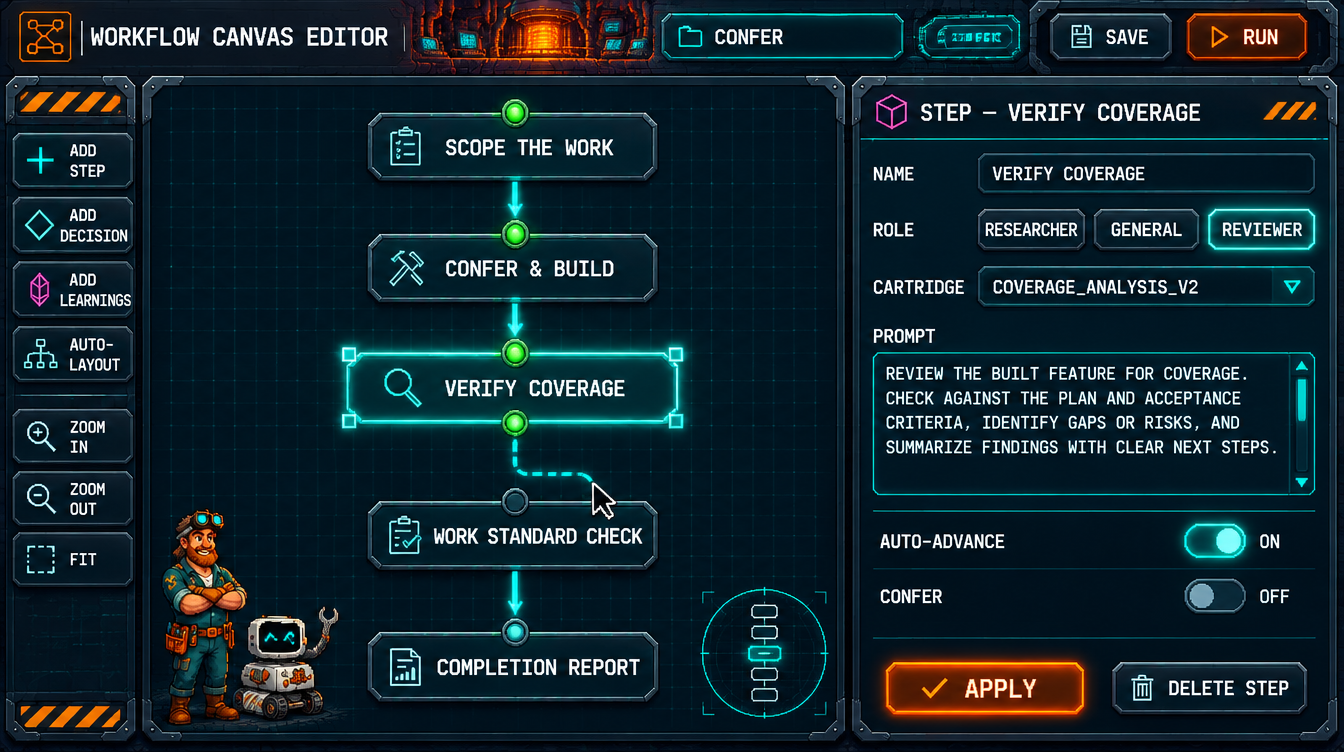 WORKFLOW CANVAS EDITOR
CONFER
SAVE
RUN
ADD
STEP
ADD
DECISION
ADD
LEARNINGS
AUTO-
LAYOUT
ZOOM
IN
ZOOM
OUT
FIT
SCOPE THE WORK
CONFER & BUILD
VERIFY COVERAGE
WORK STANDARD CHECK
COMPLETION REPORT
STEP — VERIFY COVERAGE
NAME
VERIFY COVERAGE
ROLE
RESEARCHER
GENERAL
REVIEWER
CARTRIDGE
COVERAGE_ANALYSIS_V2
PROMPT
REVIEW THE BUILT FEATURE FOR COVERAGE.
CHECK AGAINST THE PLAN AND ACCEPTANCE
CRITERIA, IDENTIFY GAPS OR RISKS, AND
SUMMARIZE FINDINGS WITH CLEAR NEXT STEPS.
AUTO-ADVANCE
ON
CONFER
OFF
APPLY
DELETE STEP